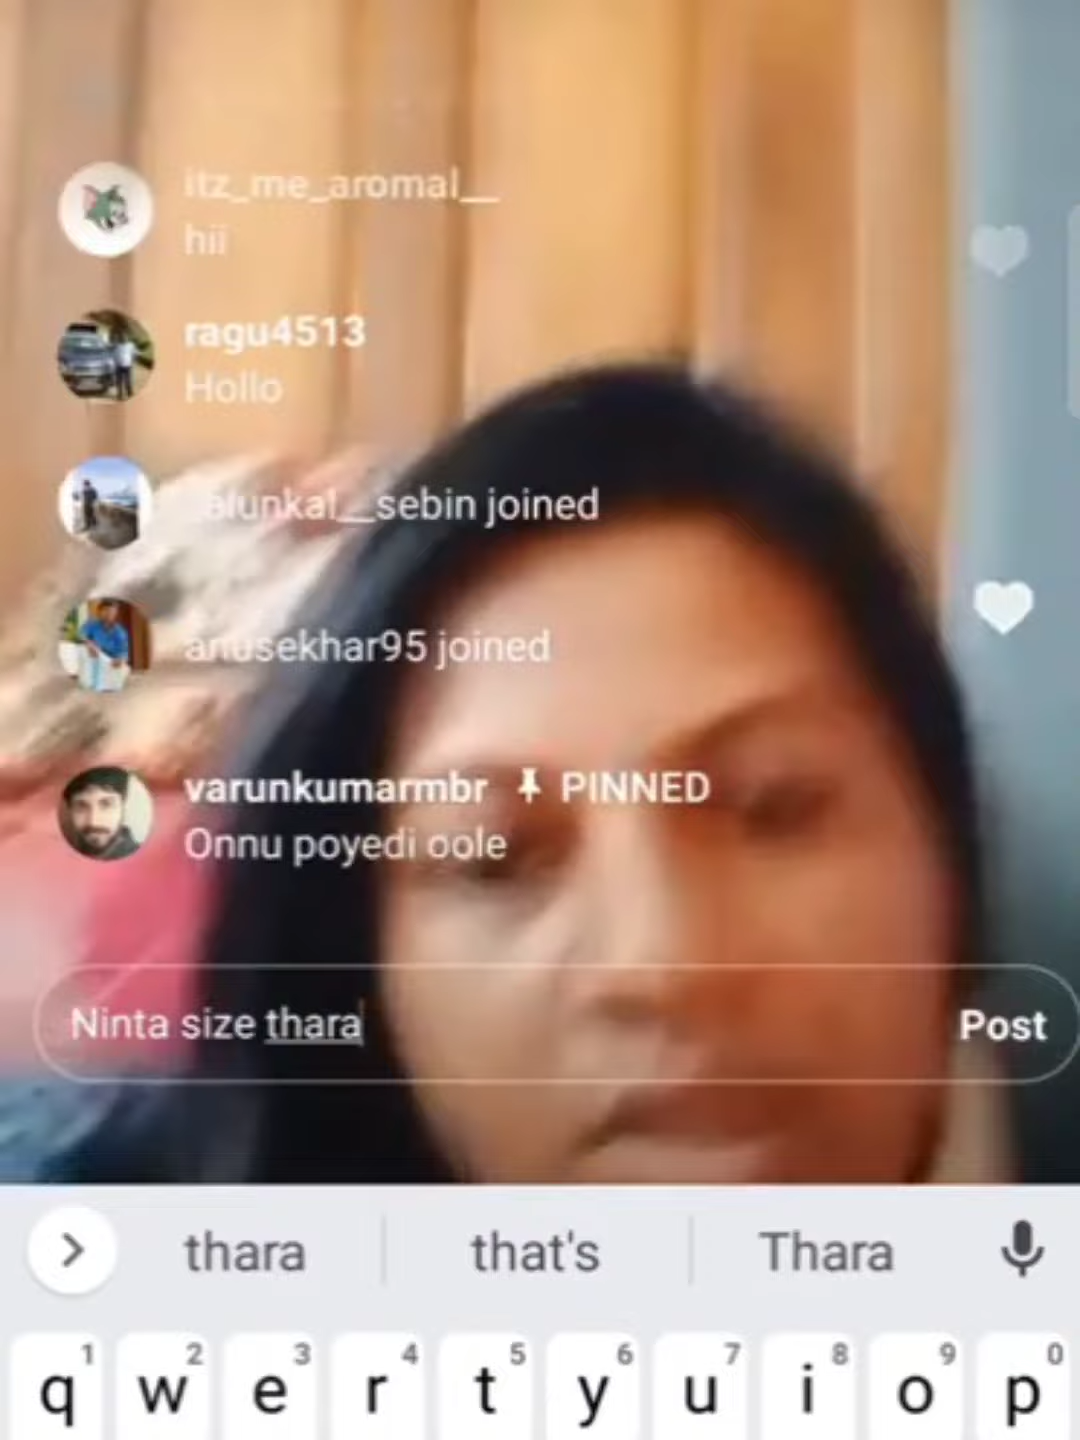 itz_me_aromal__
hii
ragu4513
Hollo
sebin joined
anusekhar95 joined
varunkumarmbr PINNED
Onnu poyedi oole
Ninta size thara
Post
thara that's Thara
1 2 3 4 5 6 7 8 9 0
q w e r t y u i o p